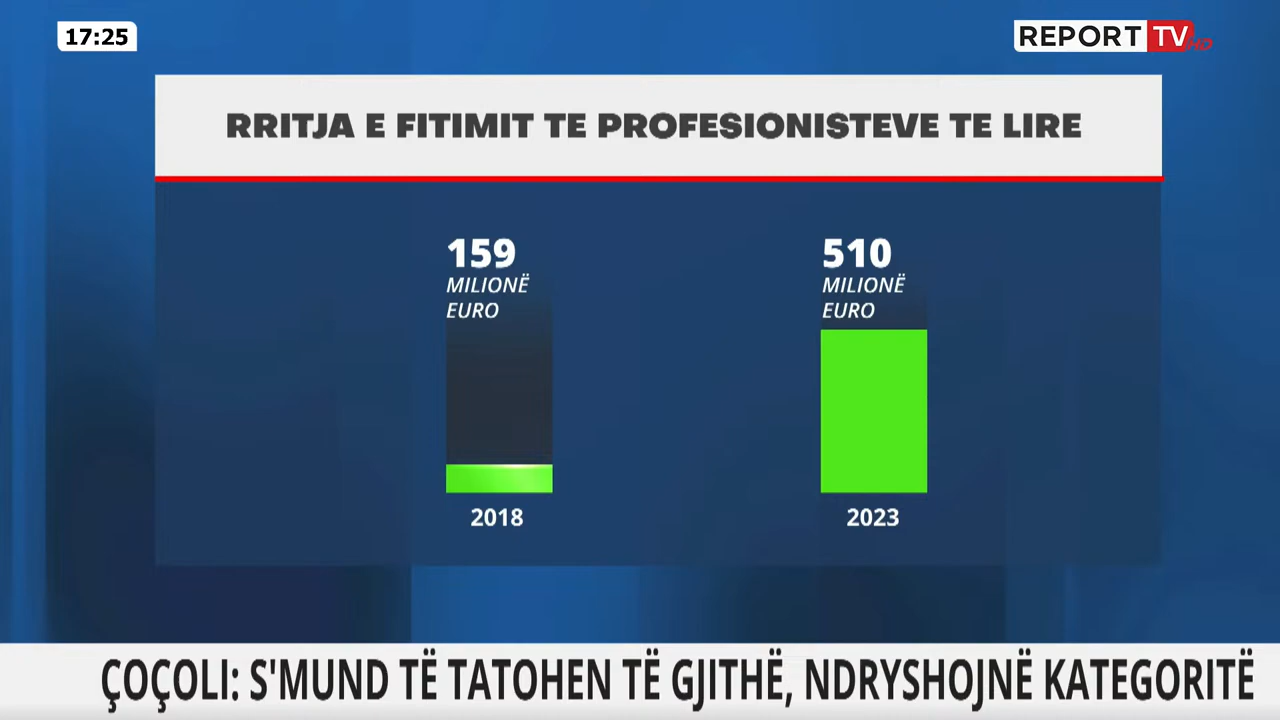 17:25
REPORT TV HD
RRITJA E FITIMIT TE PROFESIONISTEVE TE LIRE
159
MILIONË
EURO
510
MILIONË
EURO
2018
2023
ÇOÇOLI: S'MUND TË TATOHEN TË GJITHË, NDRYSHOJNË KATEGORITË